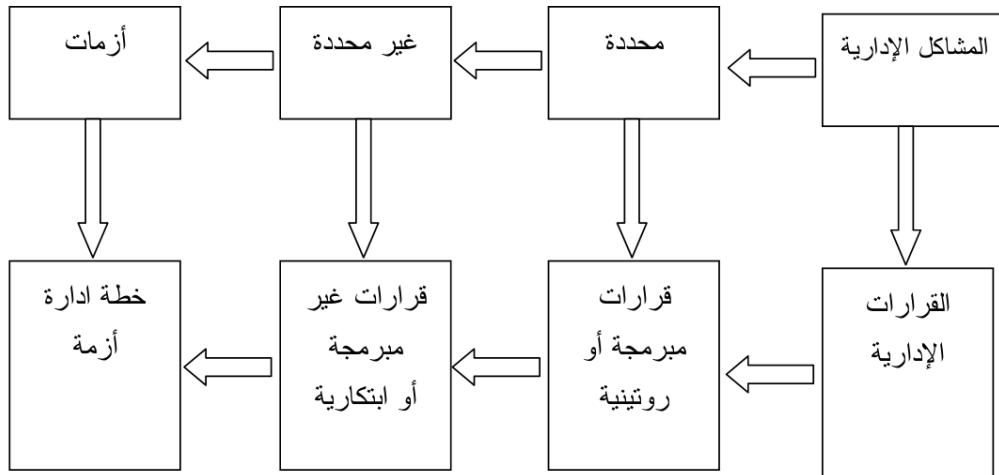 المشاكل الإدارية
محددة
غير محددة
أزمات
القرارات
الإدارية
قرارات
مبرمجة أو
روتينية
قرارات غير
مبرمجة
أو ابتكارية
خطة ادارة
أزمة